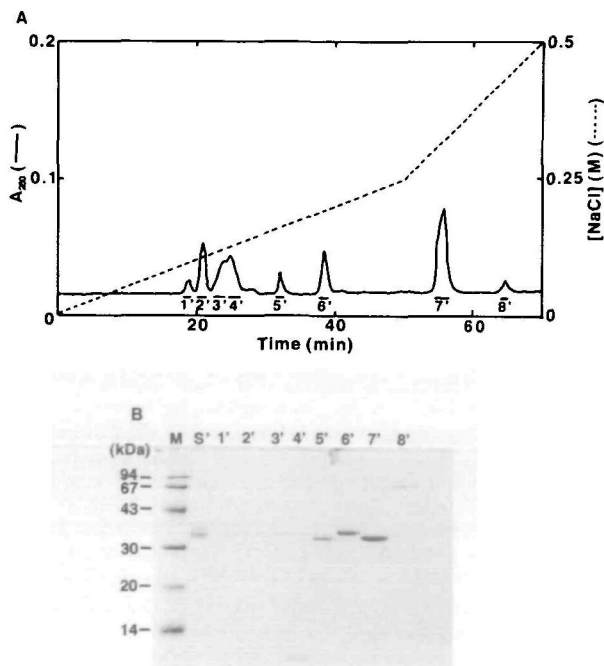 A
0.2
0.5
A₂₈₀ (—)
0.1
0.25
[NaCl] (M) (-----)
1' 2' 3' 4' 5' 6' 7' 8'
0
0
20
40
60
Time (min)
B
(kDa)
M S' 1' 2' 3' 4' 5' 6' 7' 8'
94
67
43
30
20
14